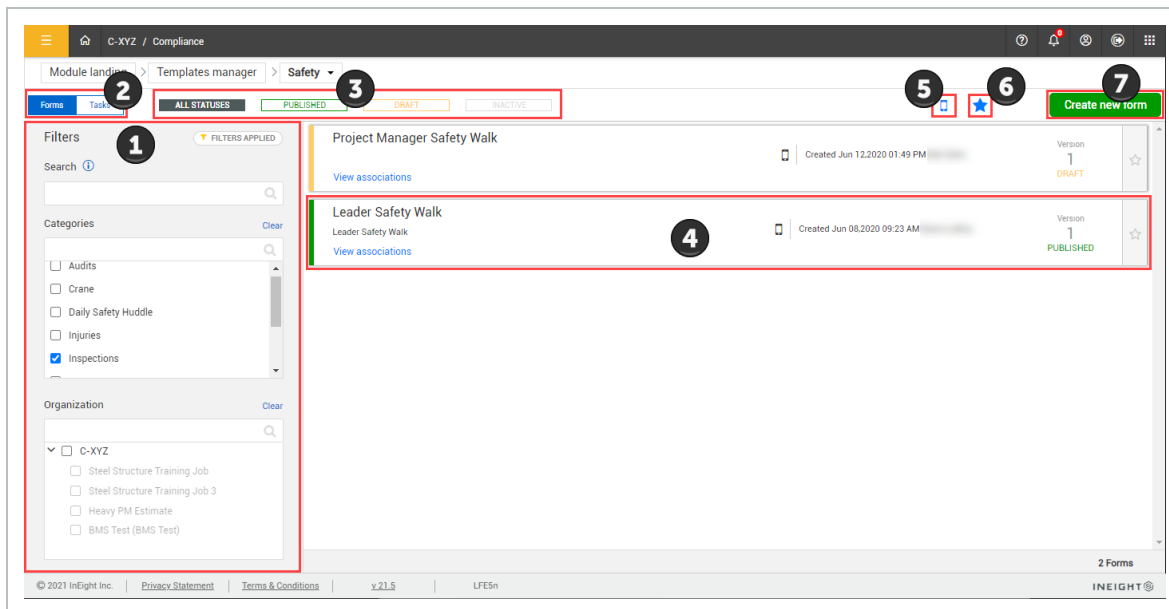 C-XYZ / Compliance
0
Module landing > Templates manager > Safety
2
3
5
6
7
Forms Tasks
ALL STATUSES PUBLISHED DRAFT INACTIVE
Create new form
1
Filters
FILTERS APPLIED
Search
Categories Clear
Audits
Crane
Daily Safety Huddle
Injuries
Inspections
Organization Clear
C-XYZ
Steel Structure Training Job
Steel Structure Training Job 3
Heavy PM Estimate
BMS Test (BMS Test)
Project Manager Safety Walk
Created Jun 12,2020 01:49 PM
Version
1
DRAFT
View associations
Leader Safety Walk
Leader Safety Walk
4
Created Jun 08,2020 09:23 AM
Version
1
PUBLISHED
View associations
2 Forms
© 2021 InEight Inc. Privacy Statement Terms & Conditions v 21.5 LFE5n
INEIGHT